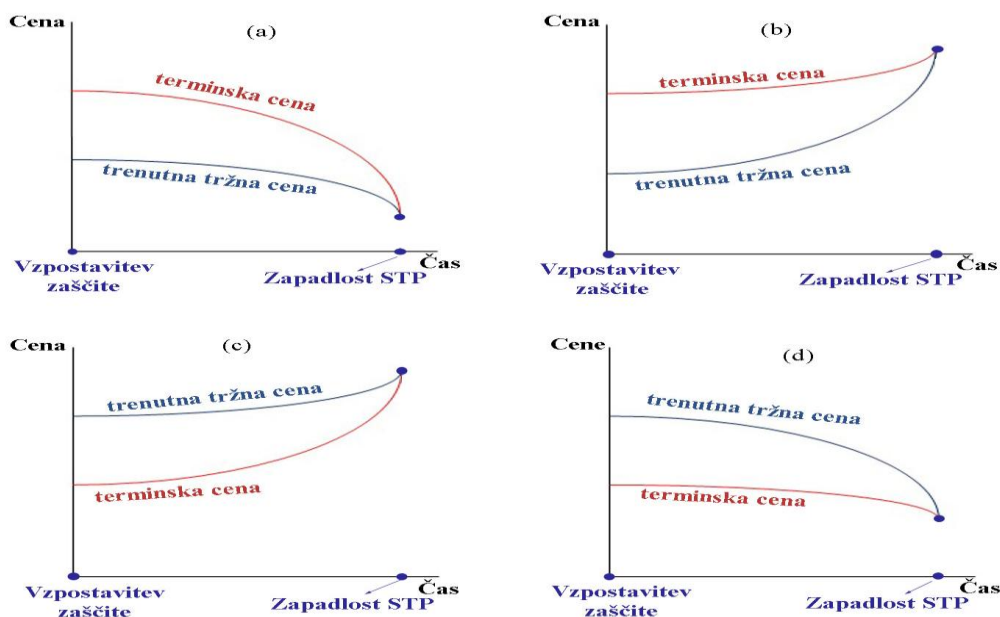 Cena
(a)
terminska cena
trenutna tržna cena
Čas
Vzpostavitev
zaščite
Zapadlost STP
Cena
(b)
terminska cena
trenutna tržna cena
Čas
Vzpostavitev
zaščite
Zapadlost STP
Cena
(c)
trenutna tržna cena
terminska cena
Čas
Vzpostavitev
zaščite
Zapadlost STP
Cene
(d)
trenutna tržna cena
terminska cena
Čas
Vzpostavitev
zaščite
Zapadlost STP